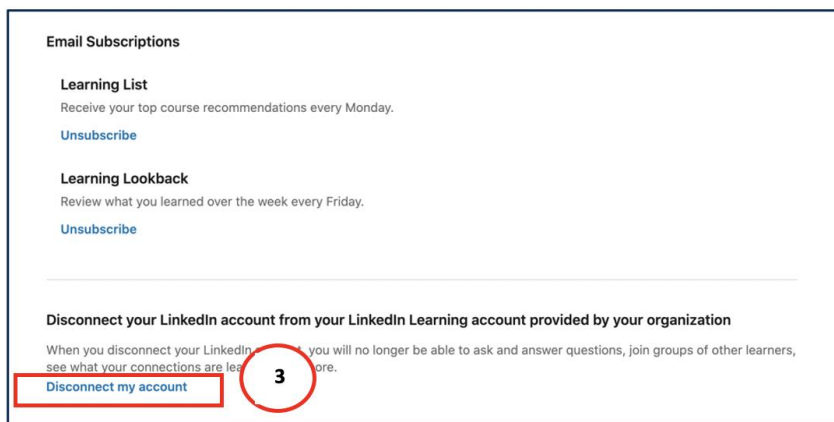 Email Subscriptions
Learning List
Receive your top course recommendations every Monday.
Unsubscribe
Learning Lookback
Review what you learned over the week every Friday.
Unsubscribe
Disconnect your LinkedIn account from your LinkedIn Learning account provided by your organization
When you disconnect your LinkedIn you will no longer be able to ask and answer questions, join groups of other learners,
see what your connections are
Disconnect my account
3